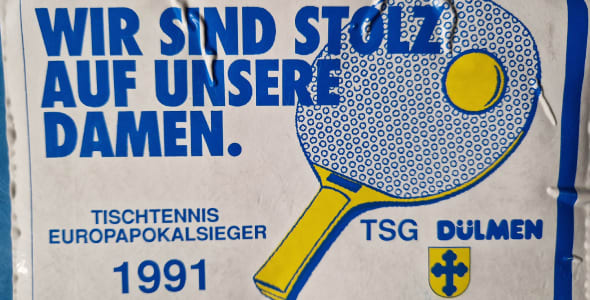 WIR SIND STOLZ
AUF UNSERE
DAMEN.
TISCHTENNIS
EUROPAPOKALSIEGER
1991
TSG DÜLMEN